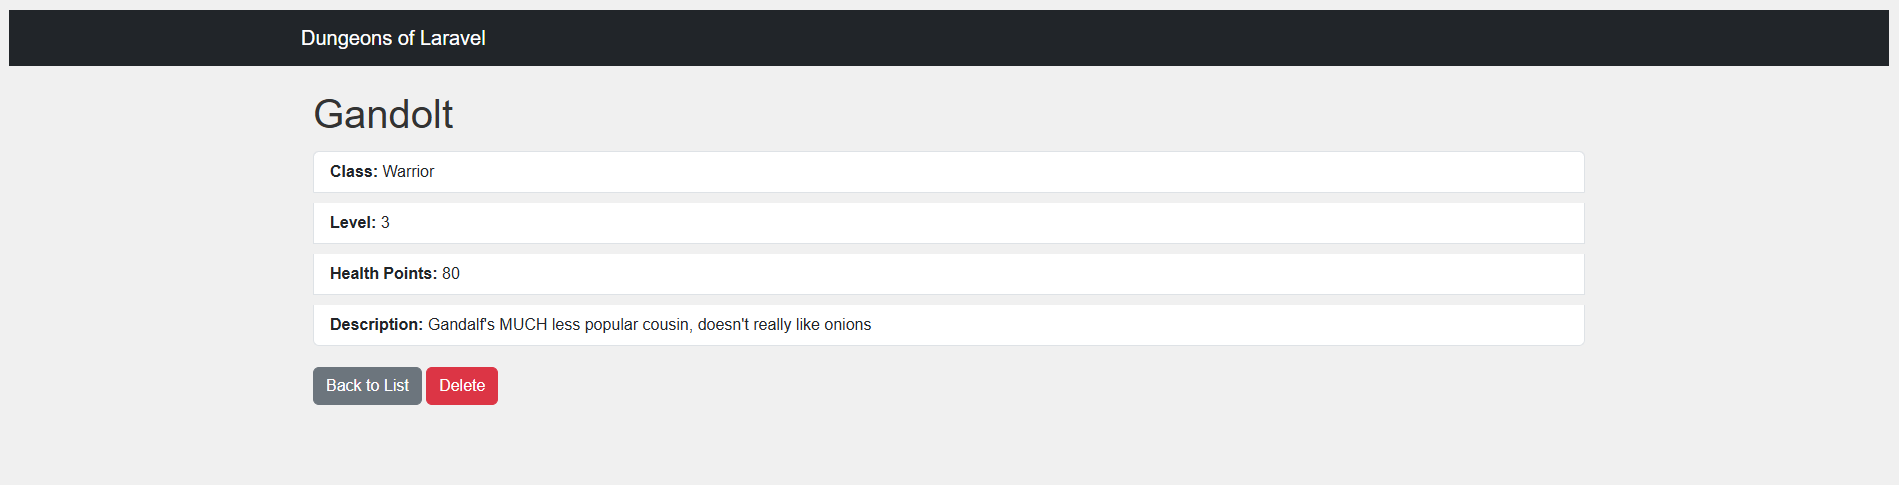 Dungeons of Laravel
Gandolt
Class: Warrior
Level: 3
Health Points: 80
Description: Gandalf's MUCH less popular cousin, doesn't really like onions
Back to List Delete